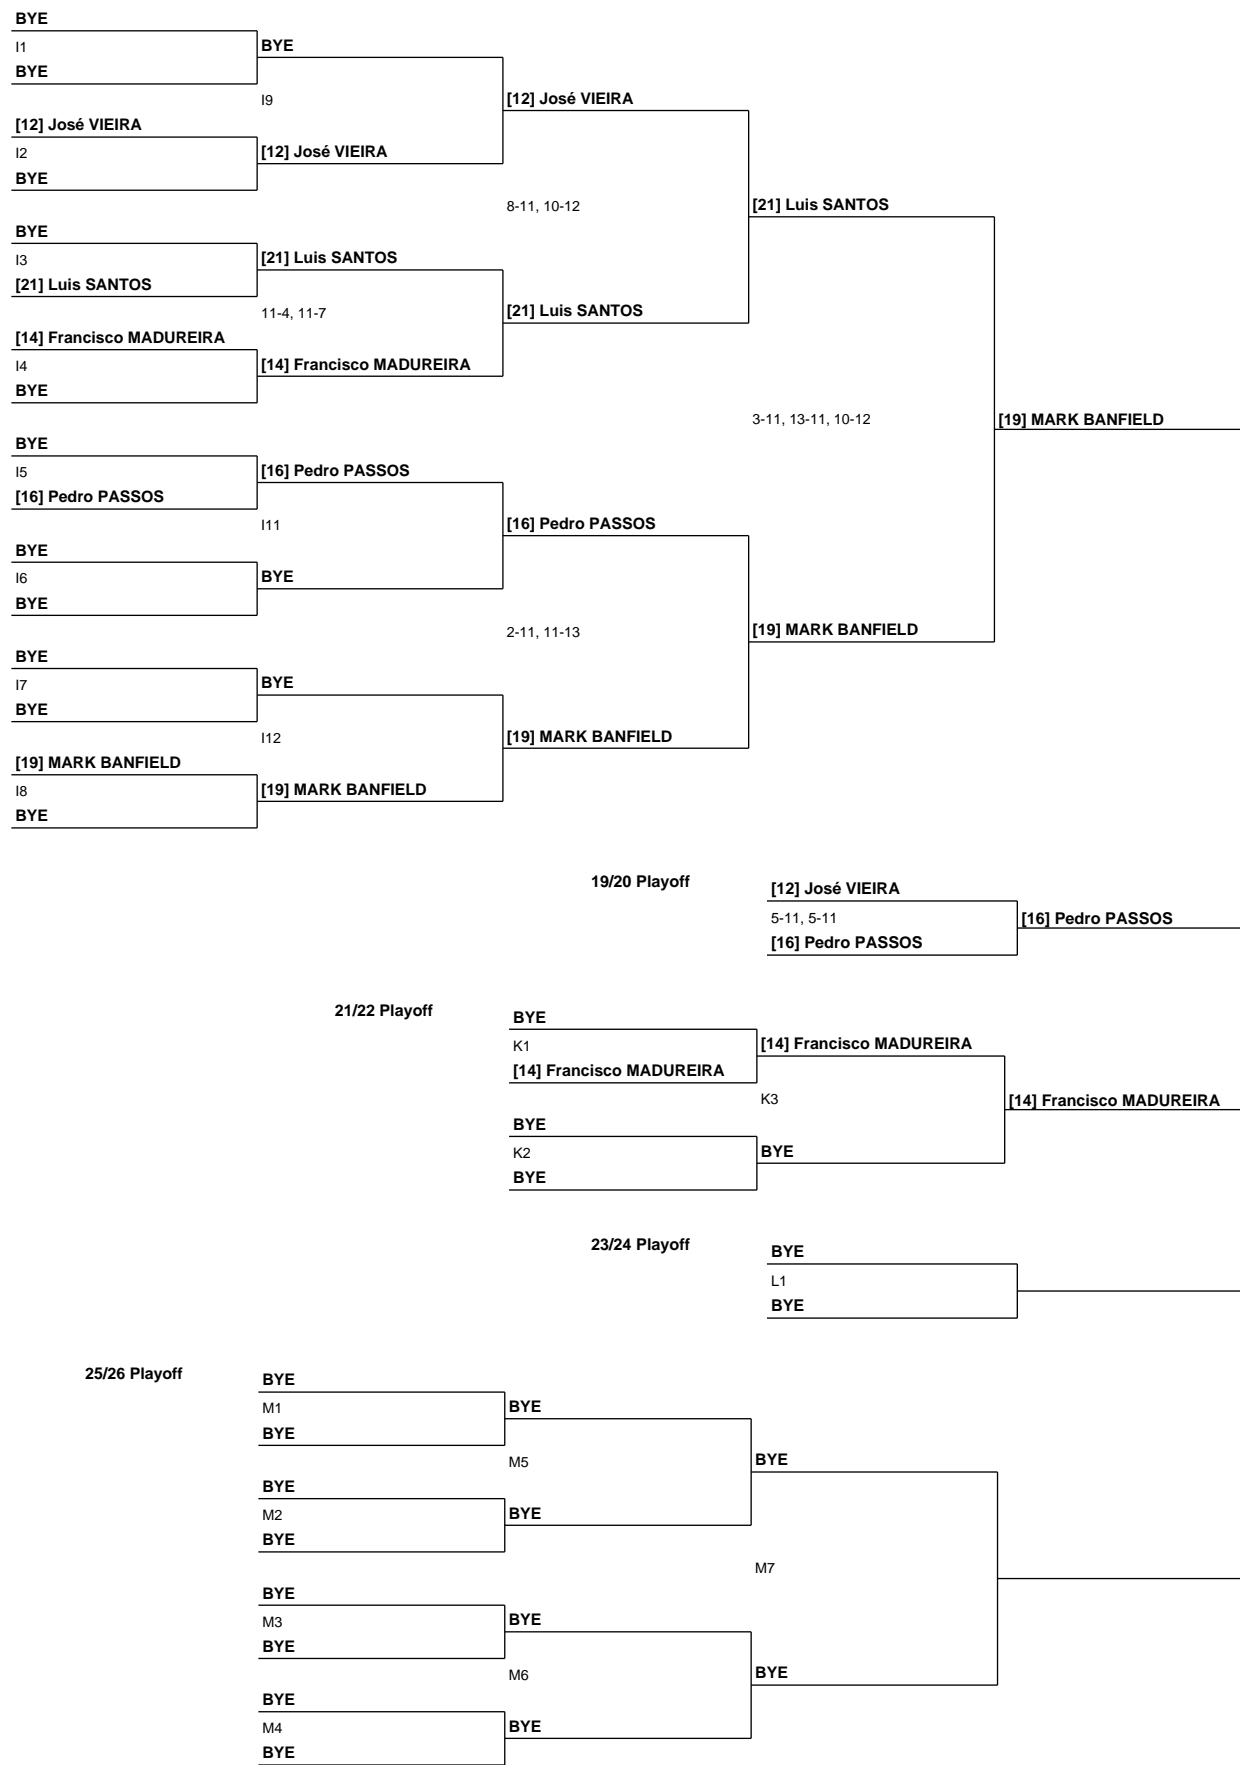 BYE
I1
BYE
BYE
I9
[12] José VIEIRA
[12] José VIEIRA
I2
[12] José VIEIRA
BYE
8-11, 10-12
[21] Luis SANTOS
BYE
I3
[21] Luis SANTOS
[21] Luis SANTOS
11-4, 11-7
[21] Luis SANTOS
[14] Francisco MADUREIRA
I4
[14] Francisco MADUREIRA
BYE
3-11, 13-11, 10-12
[19] MARK BANFIELD
BYE
I5
[16] Pedro PASSOS
[16] Pedro PASSOS
I11
[16] Pedro PASSOS
BYE
I6
BYE
BYE
2-11, 11-13
[19] MARK BANFIELD
BYE
I7
BYE
BYE
I12
[19] MARK BANFIELD
[19] MARK BANFIELD
I8
[19] MARK BANFIELD
BYE
19/20 Playoff
[12] José VIEIRA
5-11, 5-11
[16] Pedro PASSOS
[16] Pedro PASSOS
21/22 Playoff
BYE
K1
[14] Francisco MADUREIRA
[14] Francisco MADUREIRA
K3
[14] Francisco MADUREIRA
BYE
K2
BYE
BYE
23/24 Playoff
BYE
L1
BYE
25/26 Playoff
BYE
M1
BYE
BYE
M5
BYE
BYE
M2
BYE
BYE
M7
BYE
M3
BYE
BYE
M6
BYE
BYE
M4
BYE
BYE